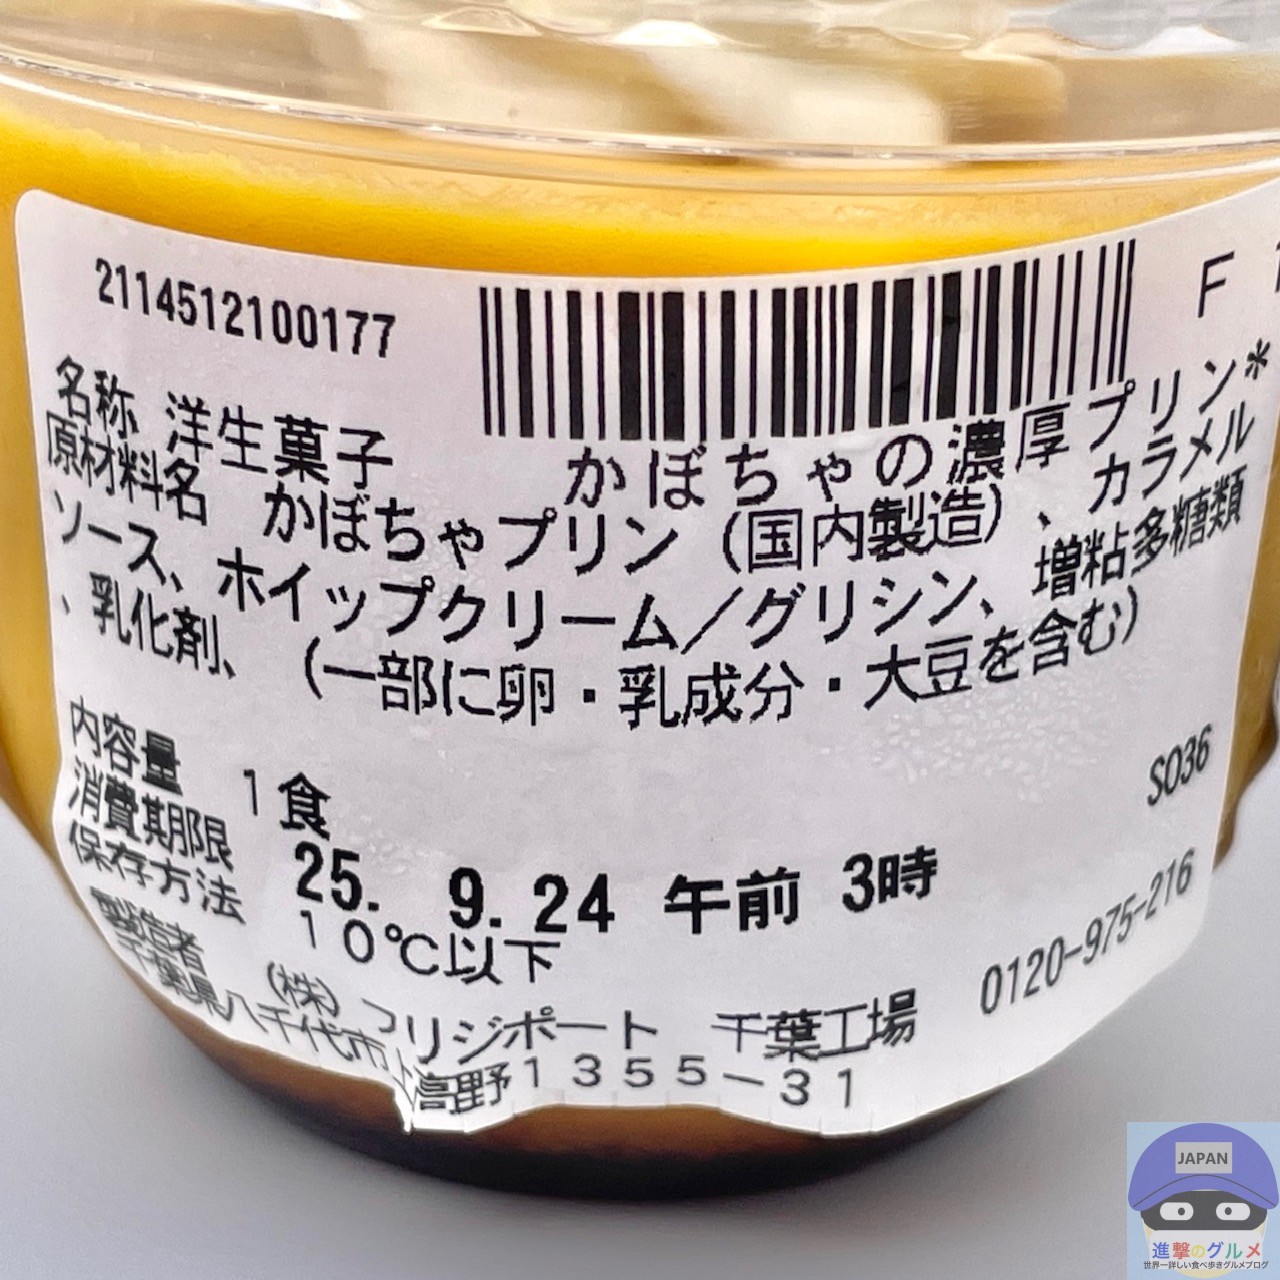 2114512100177
F
名称 洋生菓子 かぼちゃの濃厚プリン*
原材料名 かぼちゃプリン（国内製造）、カラメル
ソース、ホイップクリーム／グリシン、増粘多糖類
、乳化剤、（一部に卵・乳成分・大豆を含む）
内容量 1食
S036
消費期限 25. 9. 24 午前 3時
保存方法 10℃以下
0120-975-216
製造者 （株）フリジポート 千葉工場
千葉県八千代市上高野1355-31
JAPAN
進撃のグルメ
世界一詳しい食べ歩きグルメブログ